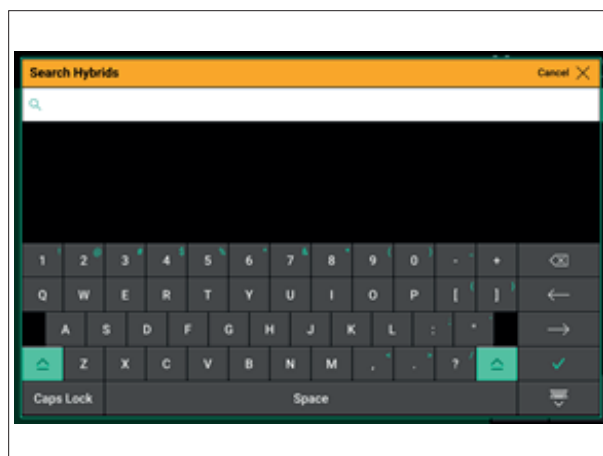 Search Hybrids Cancel
1 ! 2 @ 3 # 4 $ 5 % 6 7 & 8 9 ( 0 ) - +
Q W E R T Y U I O P [ { ] }
A S D F G H J K L :
Z X C V B N M , . ? /
Caps Lock Space